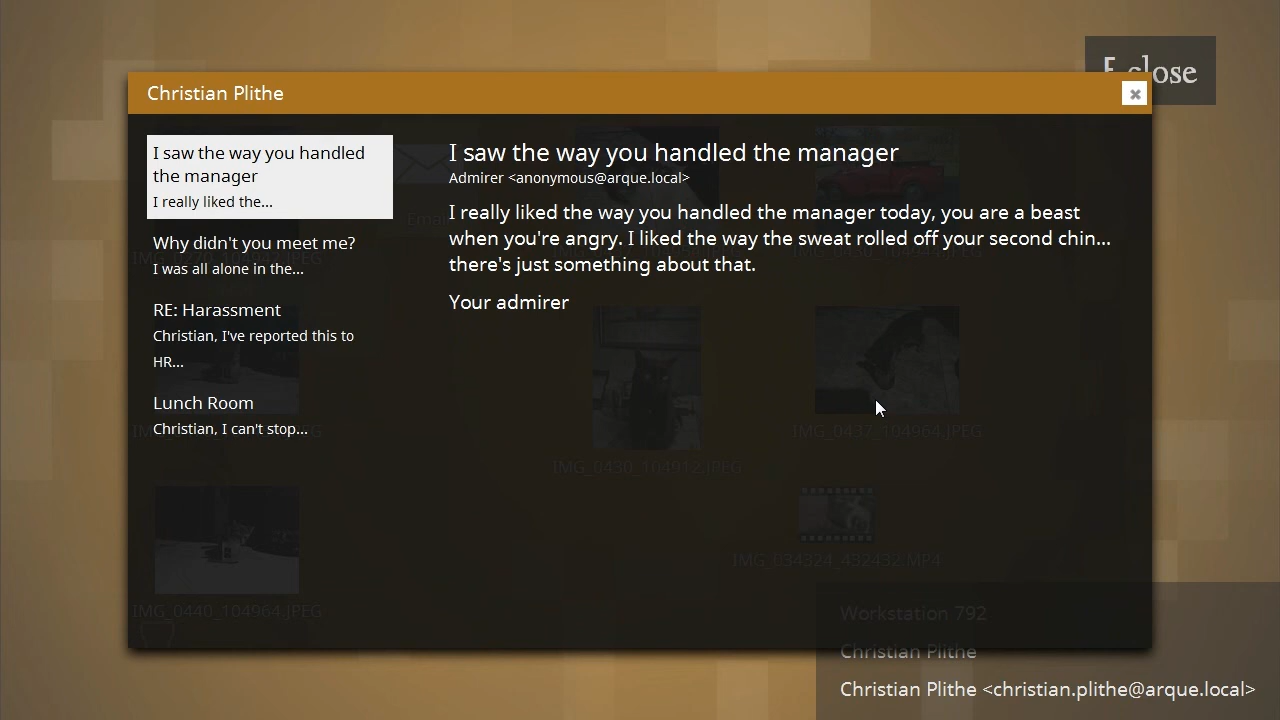 E close
Christian Plithe
I saw the way you handled
the manager
I really liked the...
Why didn't you meet me?
I was all alone in the...
RE: Harassment
Christian, I've reported this to
HR...
Lunch Room
Christian, I can't stop...
I saw the way you handled the manager
Admirer <anonymous@arque.local>
I really liked the way you handled the manager today, you are a beast
when you're angry. I liked the way the sweat rolled off your second chin...
there's just something about that.
Your admirer
Email
IMG_0437_104964.JPEG
IMG_0430_104912.JPEG
IMG_0440_104964.JPEG
Workstation 792
Christian Plithe
Christian Plithe <christian.plithe@arque.local>